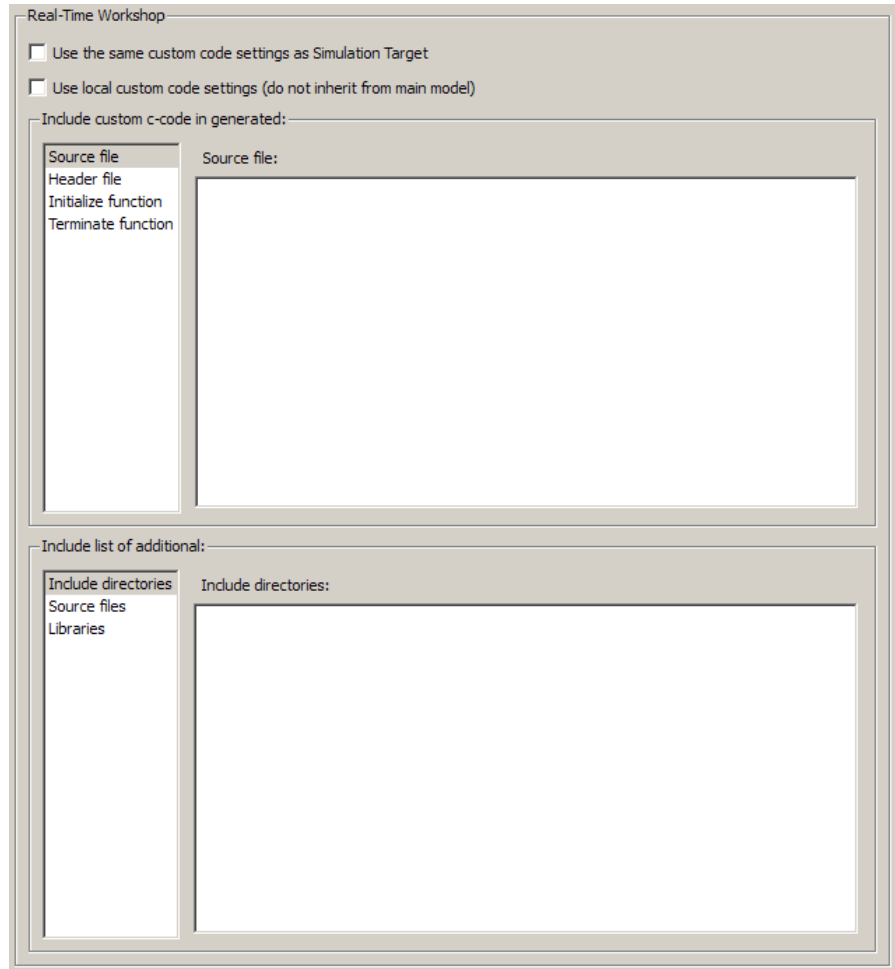 Real-Time Workshop
Use the same custom code settings as Simulation Target
Use local custom code settings (do not inherit from main model)
Include custom c-code in generated:
Source file
Header file
Initialize function
Terminate function
Source file:
Include list of additional:
Include directories
Source files
Libraries
Include directories: